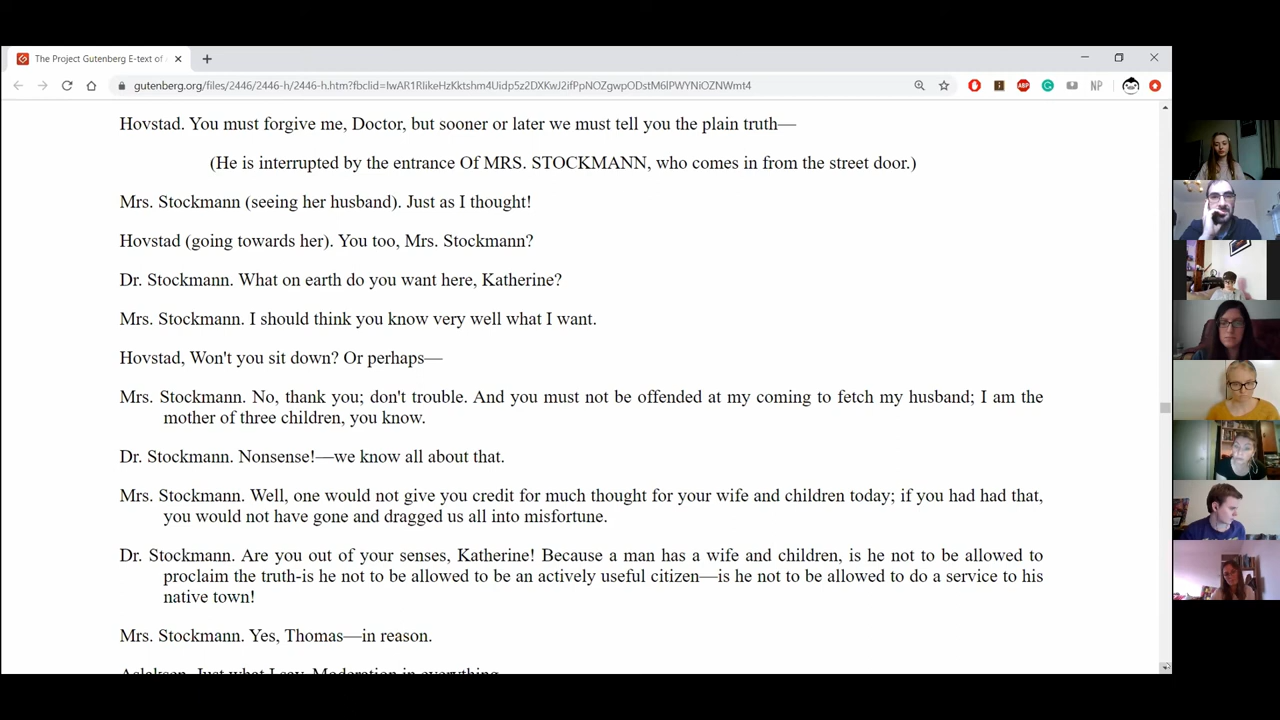 The Project Gutenberg E-text of
gutenberg.org/files/2446-h/2446-h.htm?fbclid=IwAR1RIikeHzKktshm4Uidp5z2DXKwJ2ifPpNOZgwpODstM6lPWYNiOZNWmt4
NP
Hovstad. You must forgive me, Doctor, but sooner or later we must tell you the plain truth—
(He is interrupted by the entrance Of MRS. STOCKMANN, who comes in from the street door.)
Mrs. Stockmann (seeing her husband). Just as I thought!
Hovstad (going towards her). You too, Mrs. Stockmann?
Dr. Stockmann. What on earth do you want here, Katherine?
Mrs. Stockmann. I should think you know very well what I want.
Hovstad, Won't you sit down? Or perhaps—
Mrs. Stockmann. No, thank you; don't trouble. And you must not be offended at my coming to fetch my husband; I am the
mother of three children, you know.
Dr. Stockmann. Nonsense!—we know all about that.
Mrs. Stockmann. Well, one would not give you credit for much thought for your wife and children today; if you had had that,
you would not have gone and dragged us all into misfortune.
Dr. Stockmann. Are you out of your senses, Katherine! Because a man has a wife and children, is he not to be allowed to
proclaim the truth-is he not to be allowed to be an actively useful citizen—is he not to be allowed to do a service to his
native town!
Mrs. Stockmann. Yes, Thomas—in reason.
Aslaksen. Just what I say. Moderation in everything.